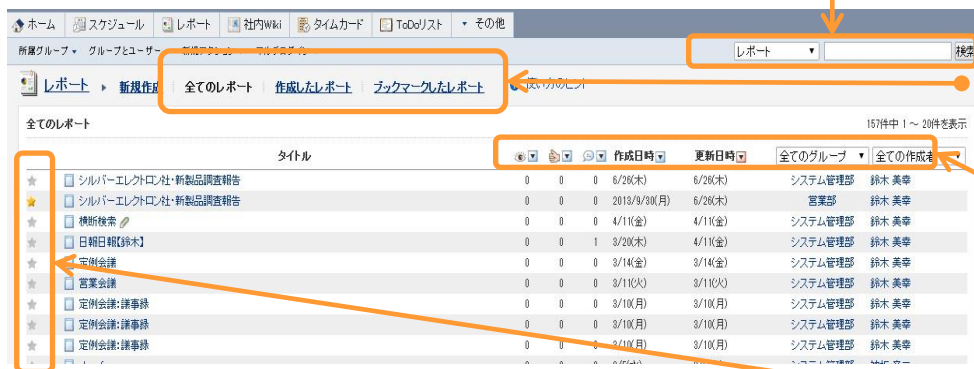 ホーム スケジュール レポート 社内Wiki タイムカード ToDoリスト ▼ その他
所属グループ▼ グループとユーザー
レポート ▼ 検索
レポート ▸ 新規作成 全てのレポート 作成したレポート ブックマークしたレポート 使い方のヒント
全てのレポート 157件中 1 ～ 20件を表示
タイトル 作成日時 更新日時 全てのグループ ▼ 全ての作成者 ▼
シルバーエレクトロン社・新製品調査報告 0 0 0 6/26(木) 6/26(木) システム管理部 鈴木 美幸
シルバーエレクトロン社・新製品調査報告 0 0 0 2013/9/30(月) 6/26(木) 営業部 鈴木 美幸
横断検索 0 0 0 4/11(金) 4/11(金) システム管理部 鈴木 美幸
日報日報【鈴木】 0 0 1 3/20(木) 4/11(金) システム管理部 鈴木 美幸
定例会議 0 0 0 3/14(金) 3/14(金) システム管理部 鈴木 美幸
営業会議 0 0 0 3/11(火) 3/11(火) システム管理部 鈴木 美幸
定例会議:議事録 0 0 0 3/10(月) 3/10(月) システム管理部 鈴木 美幸
定例会議:議事録 0 0 0 3/10(月) 3/10(月) システム管理部 鈴木 美幸
定例会議:議事録 0 0 0 3/10(月) 3/10(月) システム管理部 鈴木 美幸